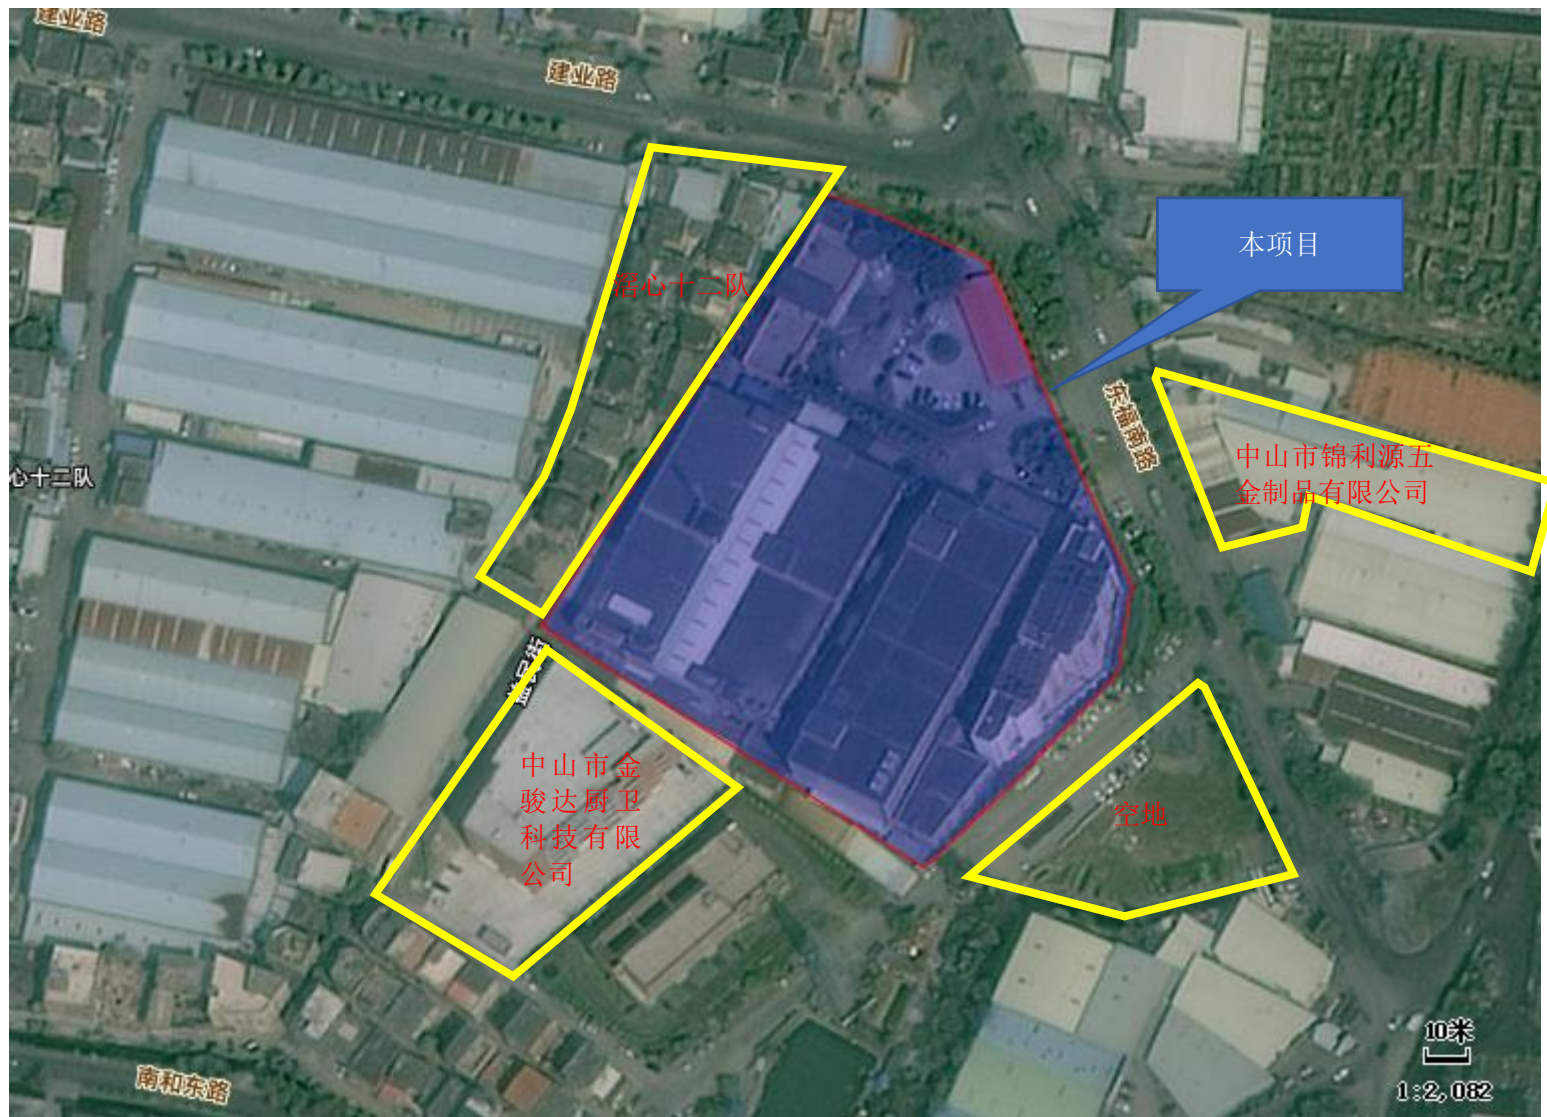 建业路
建业路
本项目
滘心十二队
东福南路
中山市锦利源五
金制品有限公司
心十二队
中山市金
骏达厨卫
科技有限
公司
空地
10米
1:2,082
南和东路